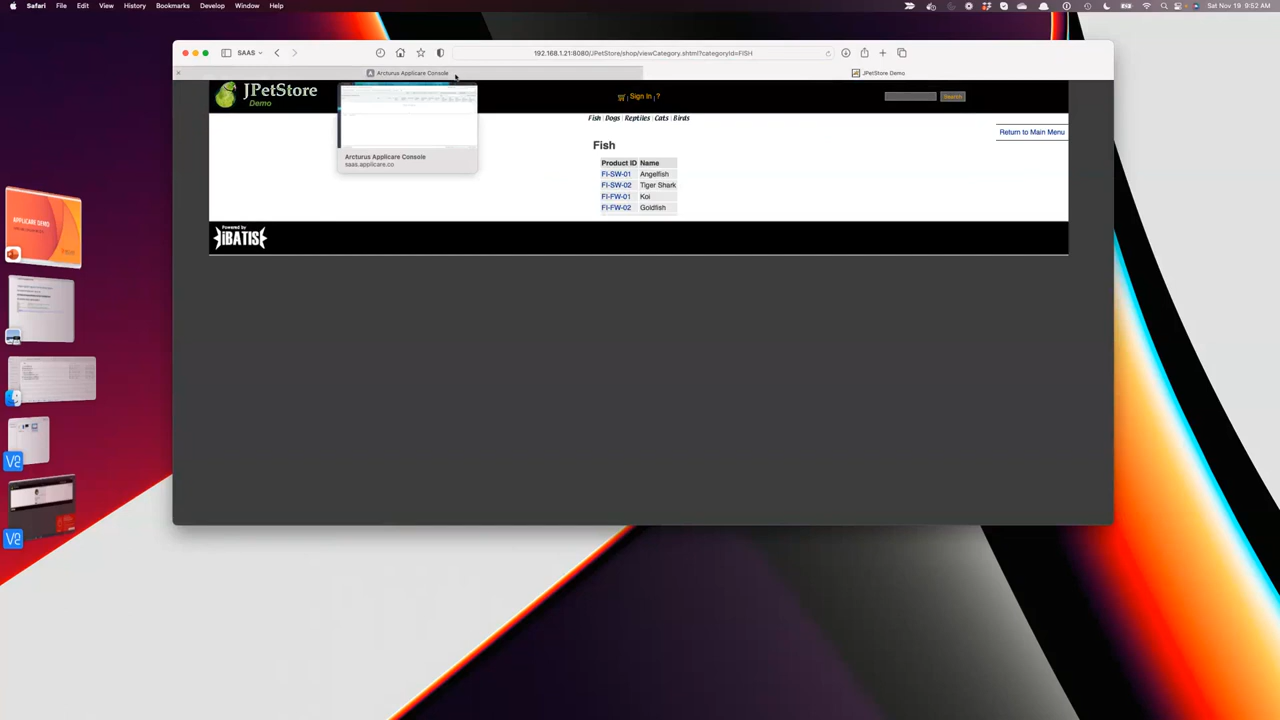 Safari File Edit View History Bookmarks Develop Window Help
Sat Nov 19 9:52 AM
SAAS
192.168.1.21:8080/JPetStore/shop/viewCategory.shtml?categoryId=FISH
Arcturus Applicare Console
JPetStore Demo
JPetStore
Demo
Sign In
?
Search
Fish Dogs Reptiles Cats Birds
Return to Main Menu
Arcturus Applicare Console
saas.applicare.co
Fish
Product ID Name
FI-SW-01 Angelfish
FI-SW-02 Tiger Shark
FI-FW-01 Koi
FI-FW-02 Goldfish
Powered by
iBATIS
APPLICARE DEMO